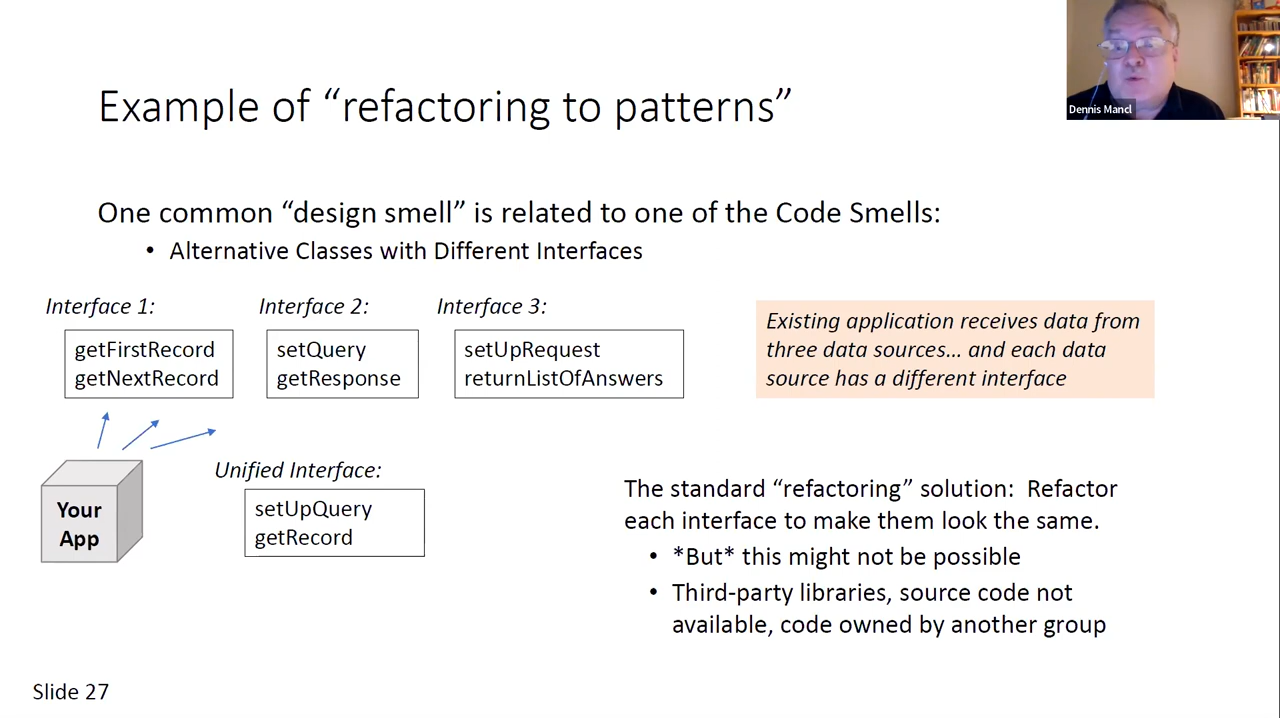 Example of “refactoring to patterns”
Dennis Mancl
One common “design smell” is related to one of the Code Smells:
• Alternative Classes with Different Interfaces
Interface 1:
getFirstRecord
getNextRecord
Interface 2:
setQuery
getResponse
Interface 3:
setUpRequest
returnListOfAnswers
Existing application receives data from
three data sources… and each data
source has a different interface
Your
App
Unified Interface:
setUpQuery
getRecord
The standard “refactoring” solution: Refactor
each interface to make them look the same.
• *But* this might not be possible
• Third-party libraries, source code not
available, code owned by another group
Slide 27